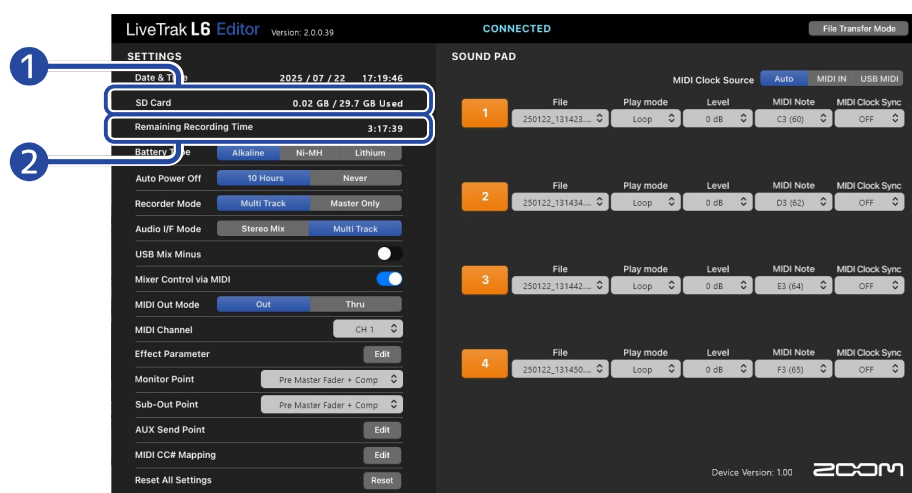 LiveTrak L6 Editor Version: 2.0.0.39 CONNECTED File Transfer Mode
1
2
SETTINGS
Date & T e 2025 / 07 / 22 17:19:46
SD Card 0.02 GB / 29.7 GB Used
Remaining Recording Time 3:17:39
Battery T pe Alkaline Ni-MH Lithium
Auto Power Off 10 Hours Never
Recorder Mode Multi Track Master Only
Audio I/F Mode Stereo Mix Multi Track
USB Mix Minus
Mixer Control via MIDI
MIDI Out Mode Out Thru
MIDI Channel CH 1
Effect Parameter Edit
Monitor Point Pre Master Fader + Comp
Sub-Out Point Pre Master Fader + Comp
AUX Send Point Edit
MIDI CC# Mapping Edit
Reset All Settings Reset
SOUND PAD
MIDI Clock Source Auto MIDI IN USB MIDI
File Play mode Level MIDI Note MIDI Clock Sync
1 250122_131423.... Loop 0 dB C3 (60) OFF
File Play mode Level MIDI Note MIDI Clock Sync
2 250122_131434.... Loop 0 dB D3 (62) OFF
File Play mode Level MIDI Note MIDI Clock Sync
3 250122_131442.... Loop 0 dB E3 (64) OFF
File Play mode Level MIDI Note MIDI Clock Sync
4 250122_131450.... Loop 0 dB F3 (65) OFF
Device Version: 1.00 ZOOM